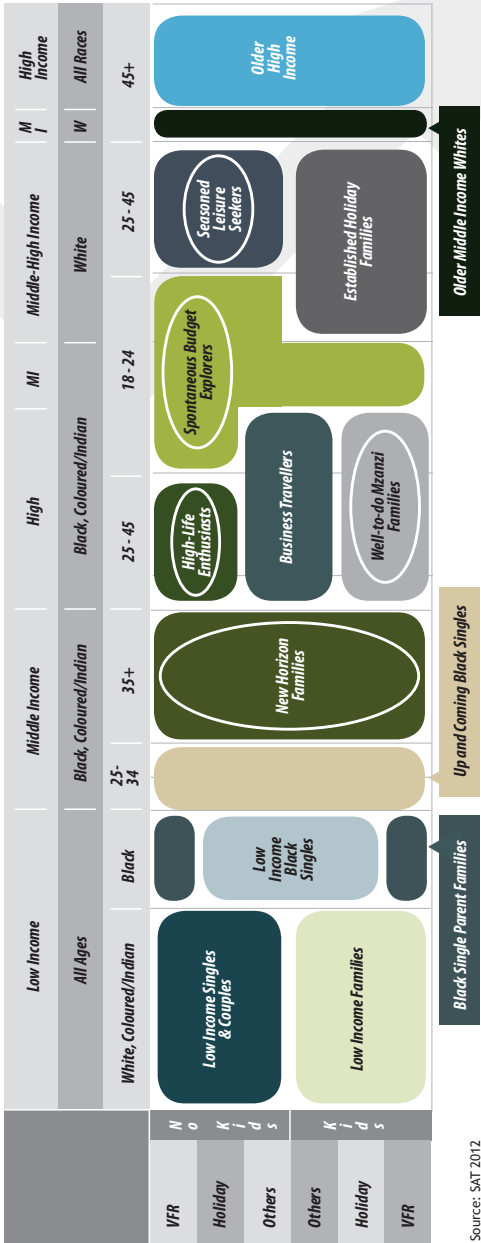 Low Income
Middle Income
High
MI
Middle-High Income
M
I
High
Income
All Ages
Black, Coloured/Indian
Black, Coloured/Indian
White
W
All Races
White, Coloured/Indian
Black
25-
34
35+
25 - 45
18 - 24
25 - 45
45+
VFR
Holiday
Others
Others
Holiday
VFR
No
Kids
Kids
Low Income Singles
& Couples
Low Income Families
Low
Income
Black
Singles
New Horizon
Families
High-Life
Enthusiasts
Business Travellers
Well-to-do Mzanzi
Families
Spontaneous Budget
Explorers
Seasoned
Leisure
Seekers
Established Holiday
Families
Older
High
Income
Black Single Parent Families
Up and Coming Black Singles
Older Middle Income Whites
Source: SAT 2012